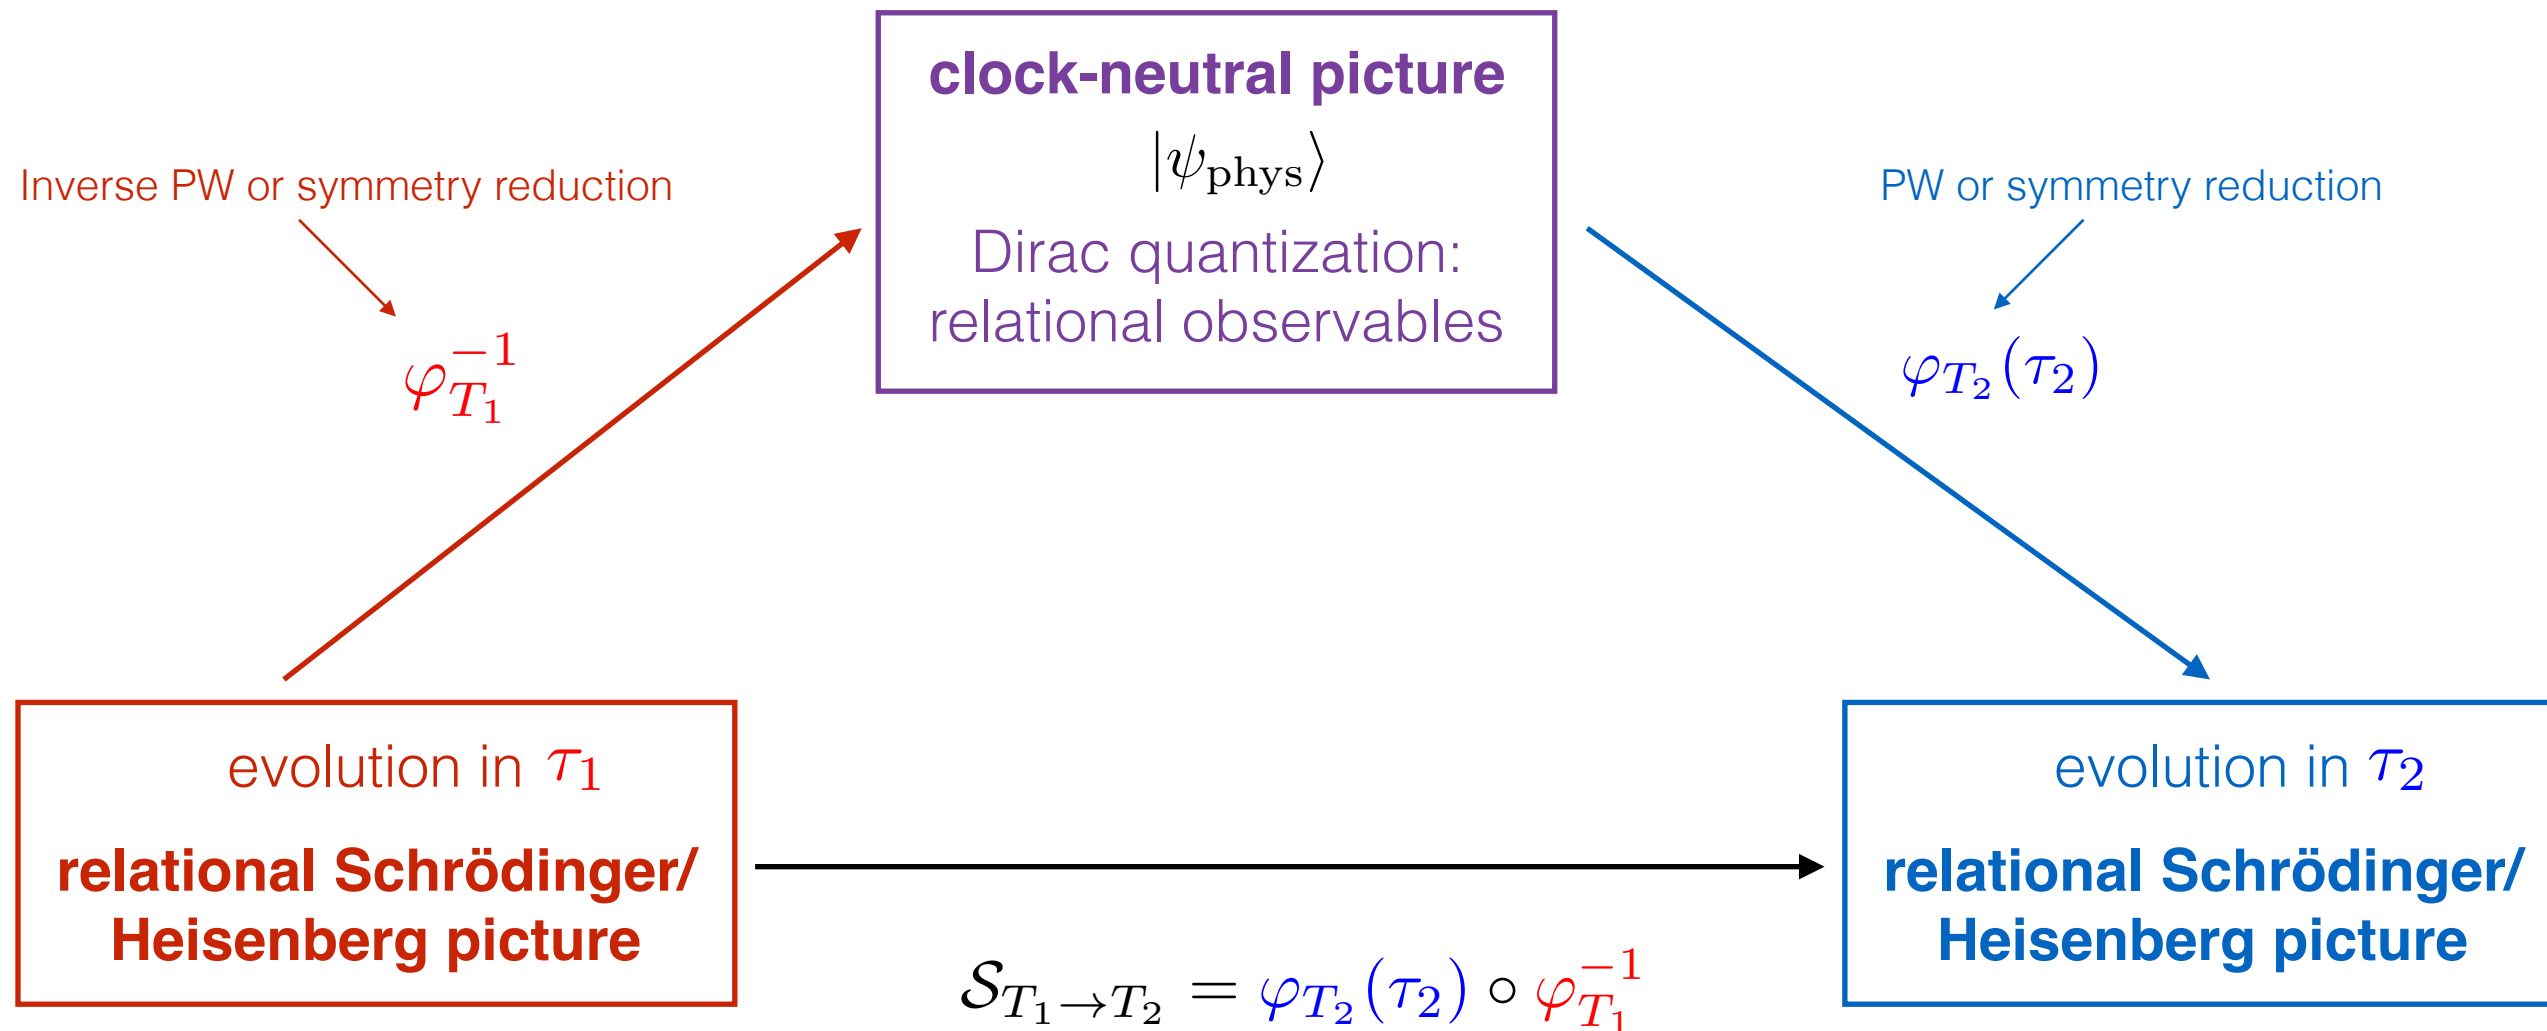 clock-neutral picture
|ψ_phys⟩
Dirac quantization:
relational observables
Inverse PW or symmetry reduction
φ_{T_1}^{-1}
PW or symmetry reduction
φ_{T_2}(τ_2)
evolution in τ_1
relational Schrödinger/
Heisenberg picture
evolution in τ_2
relational Schrödinger/
Heisenberg picture
𝒮_{T_1→T_2} = φ_{T_2}(τ_2) ∘ φ_{T_1}^{-1}